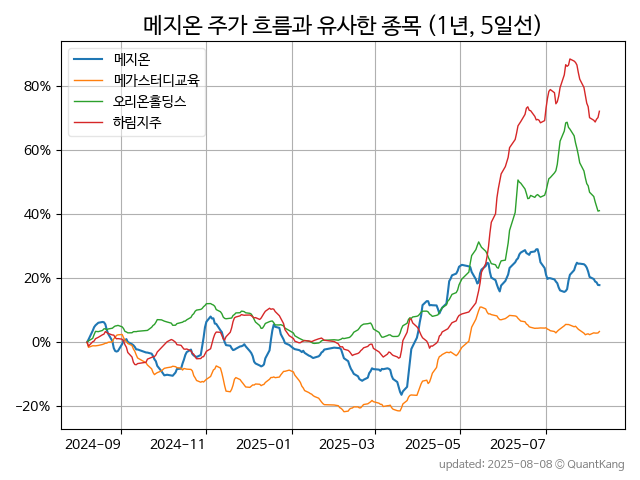 메지온 주가 흐름과 유사한 종목 (1년, 5일선)
메지온
메가스터디교육
오리온홀딩스
하림지주
80%
60%
40%
20%
0%
−20%
2024-09 2024-11 2025-01 2025-03 2025-05 2025-07
updated: 2025-08-08 © QuantKang